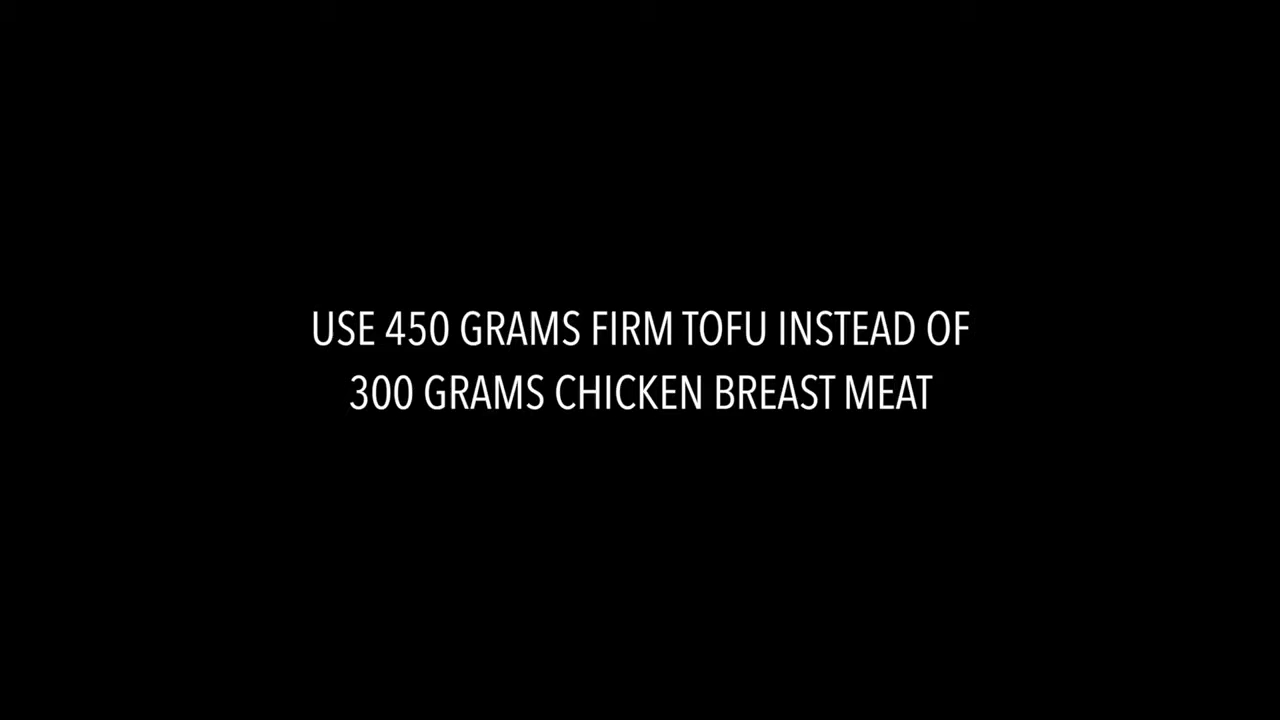 USE 450 GRAMS FIRM TOFU INSTEAD OF
300 GRAMS CHICKEN BREAST MEAT